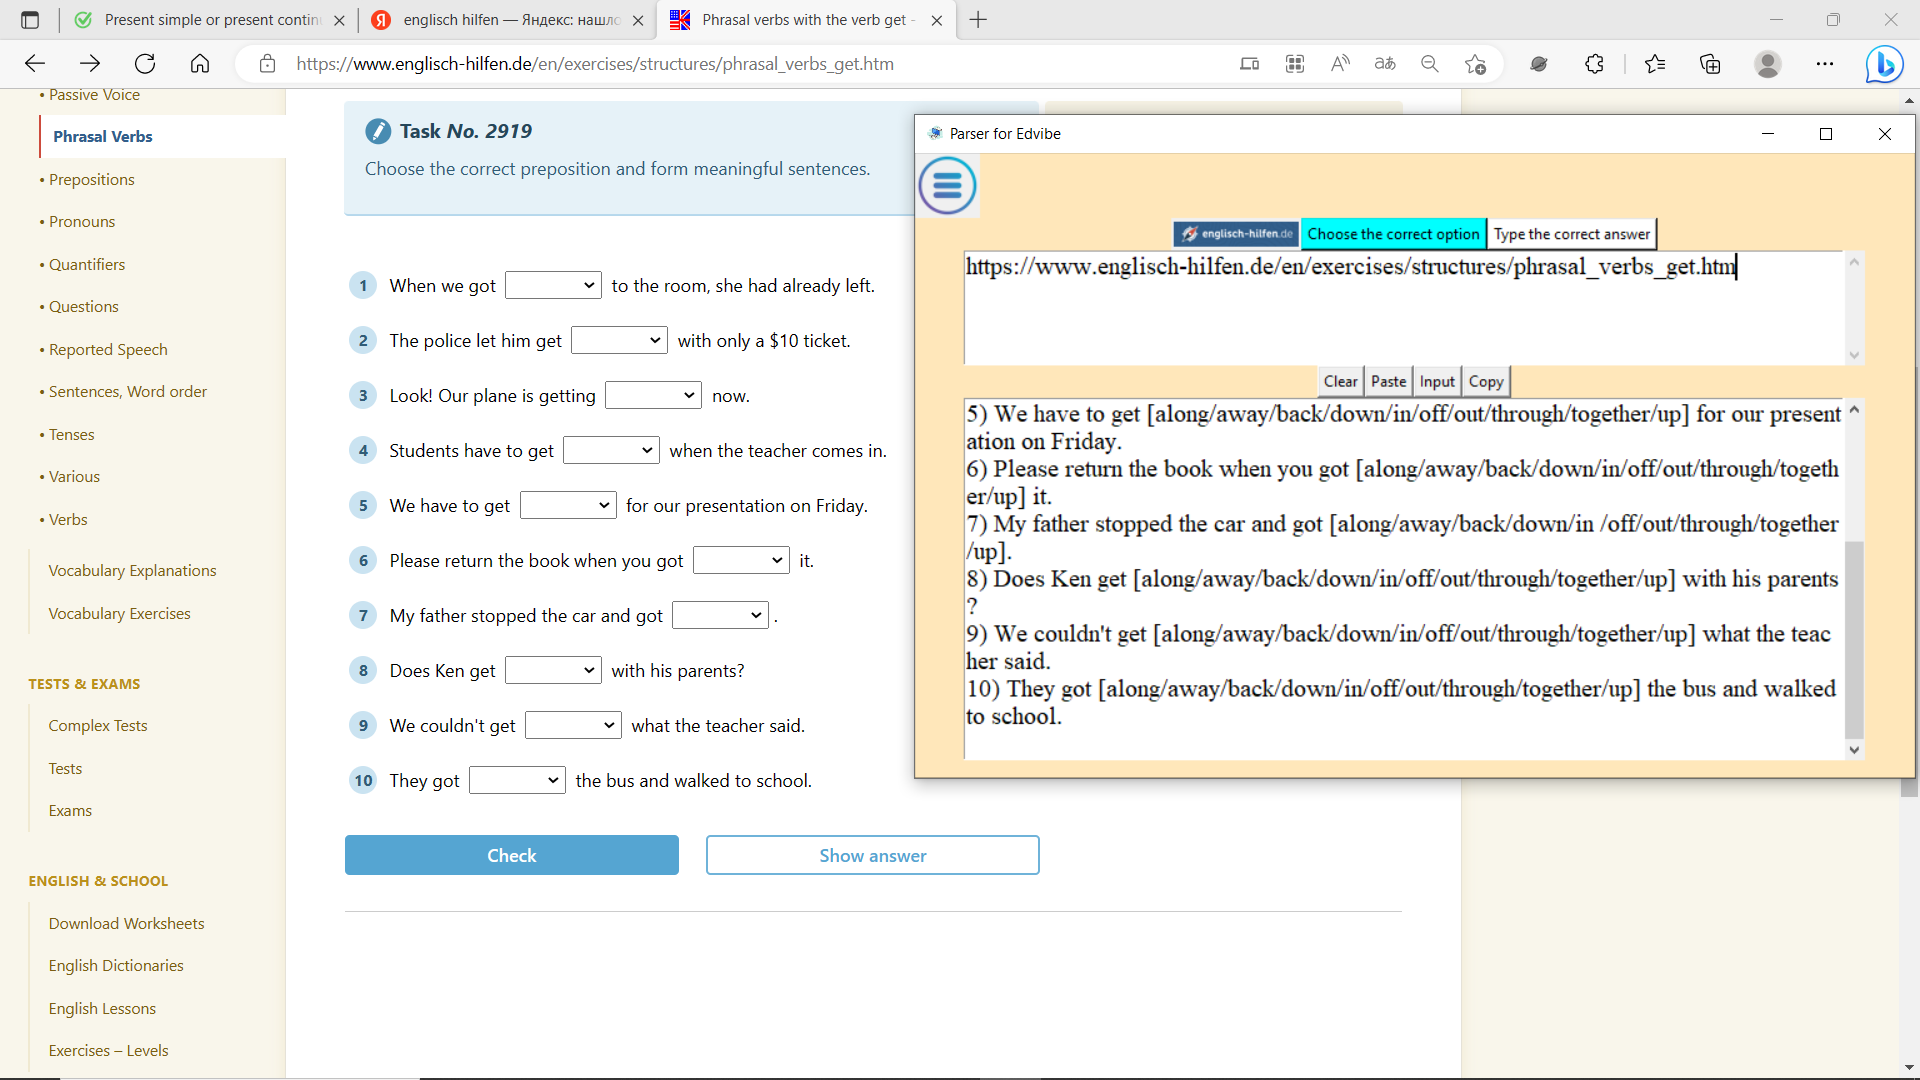 Present simple or present contin
englisch hilfen — Яндекс: нашло
Phrasal verbs with the verb get -
https://www.englisch-hilfen.de/en/exercises/structures/phrasal_verbs_get.htm
• Passive Voice
Phrasal Verbs
• Prepositions
• Pronouns
• Quantifiers
• Questions
• Reported Speech
• Sentences, Word order
• Tenses
• Various
• Verbs
Vocabulary Explanations
Vocabulary Exercises
TESTS & EXAMS
Complex Tests
Tests
Exams
ENGLISH & SCHOOL
Download Worksheets
English Dictionaries
English Lessons
Exercises – Levels
Task No. 2919
Choose the correct preposition and form meaningful sentences.
1 When we got to the room, she had already left.
2 The police let him get with only a $10 ticket.
3 Look! Our plane is getting now.
4 Students have to get when the teacher comes in.
5 We have to get for our presentation on Friday.
6 Please return the book when you got it.
7 My father stopped the car and got .
8 Does Ken get with his parents?
9 We couldn't get what the teacher said.
10 They got the bus and walked to school.
Check
Show answer
Parser for Edvibe
englisch-hilfen.de
Choose the correct option
Type the correct answer
https://www.englisch-hilfen.de/en/exercises/structures/phrasal_verbs_get.htm
Clear Paste Input Copy
5) We have to get [along/away/back/down/in/off/out/through/together/up] for our present
ation on Friday.
6) Please return the book when you got [along/away/back/down/in/off/out/through/togeth
er/up] it.
7) My father stopped the car and got [along/away/back/down/in /off/out/through/together
/up].
8) Does Ken get [along/away/back/down/in/off/out/through/together/up] with his parents
?
9) We couldn't get [along/away/back/down/in/off/out/through/together/up] what the teac
her said.
10) They got [along/away/back/down/in/off/out/through/together/up] the bus and walked
to school.